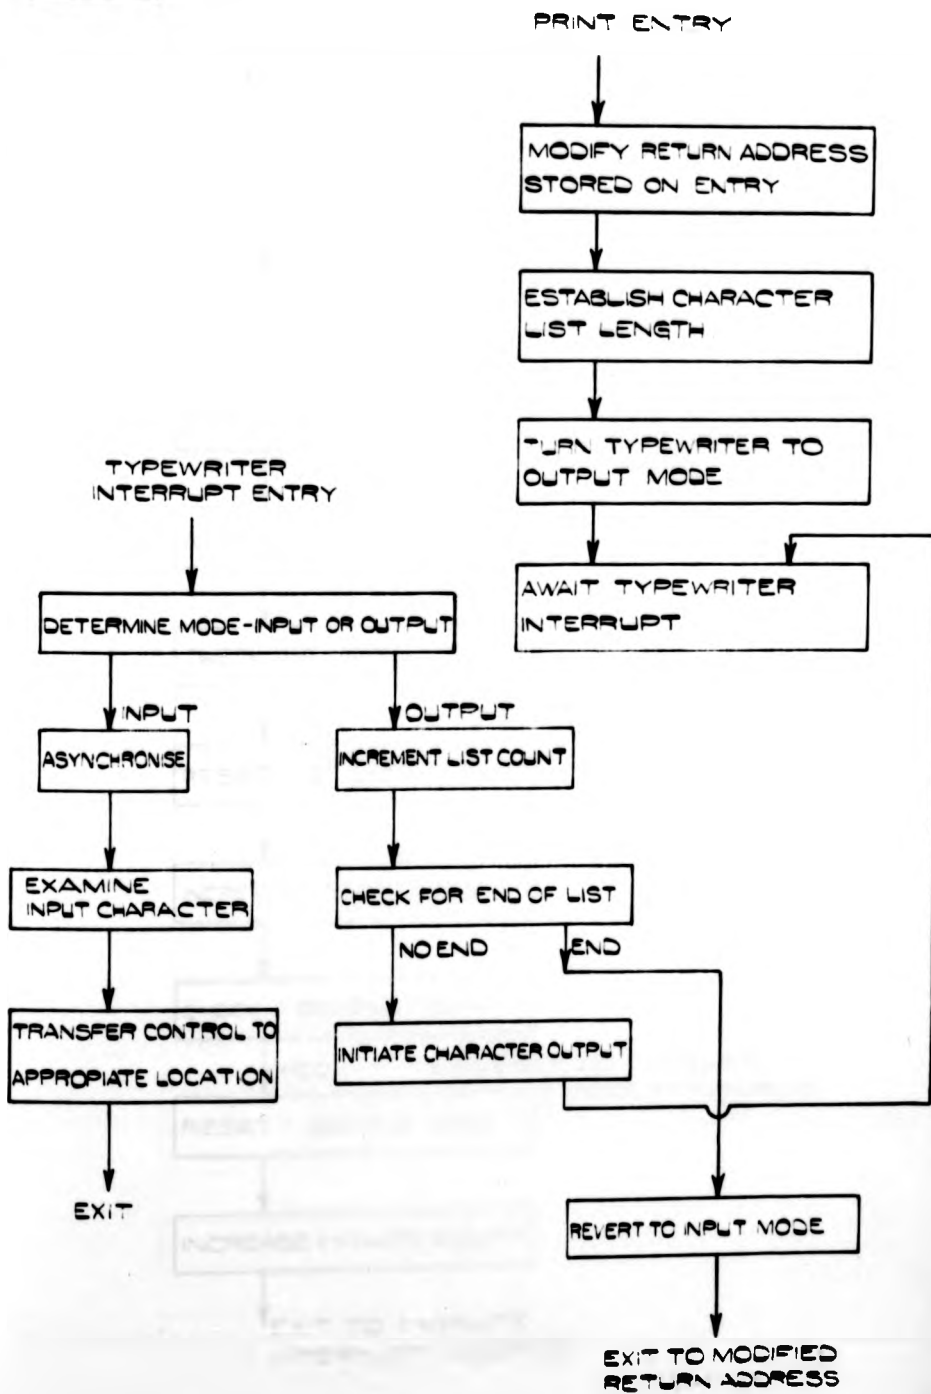 PRINT ENTRY
MODIFY RETURN ADDRESS
STORED ON ENTRY
ESTABLISH CHARACTER
LIST LENGTH
TURN TYPEWRITER TO
OUTPUT MODE
AWAIT TYPEWRITER
INTERRUPT
TYPEWRITER
INTERRUPT ENTRY
DETERMINE MODE-INPUT OR OUTPUT
INPUT
OUTPUT
ASYNCHRONISE
INCREMENT LIST COUNT
EXAMINE
INPUT CHARACTER
CHECK FOR END OF LIST
NO END
END
TRANSFER CONTROL TO
APPROPIATE LOCATION
INITIATE CHARACTER OUTPUT
EXIT
REVERT TO INPUT MODE
EXIT TO MODIFIED
RETURN ADDRESS